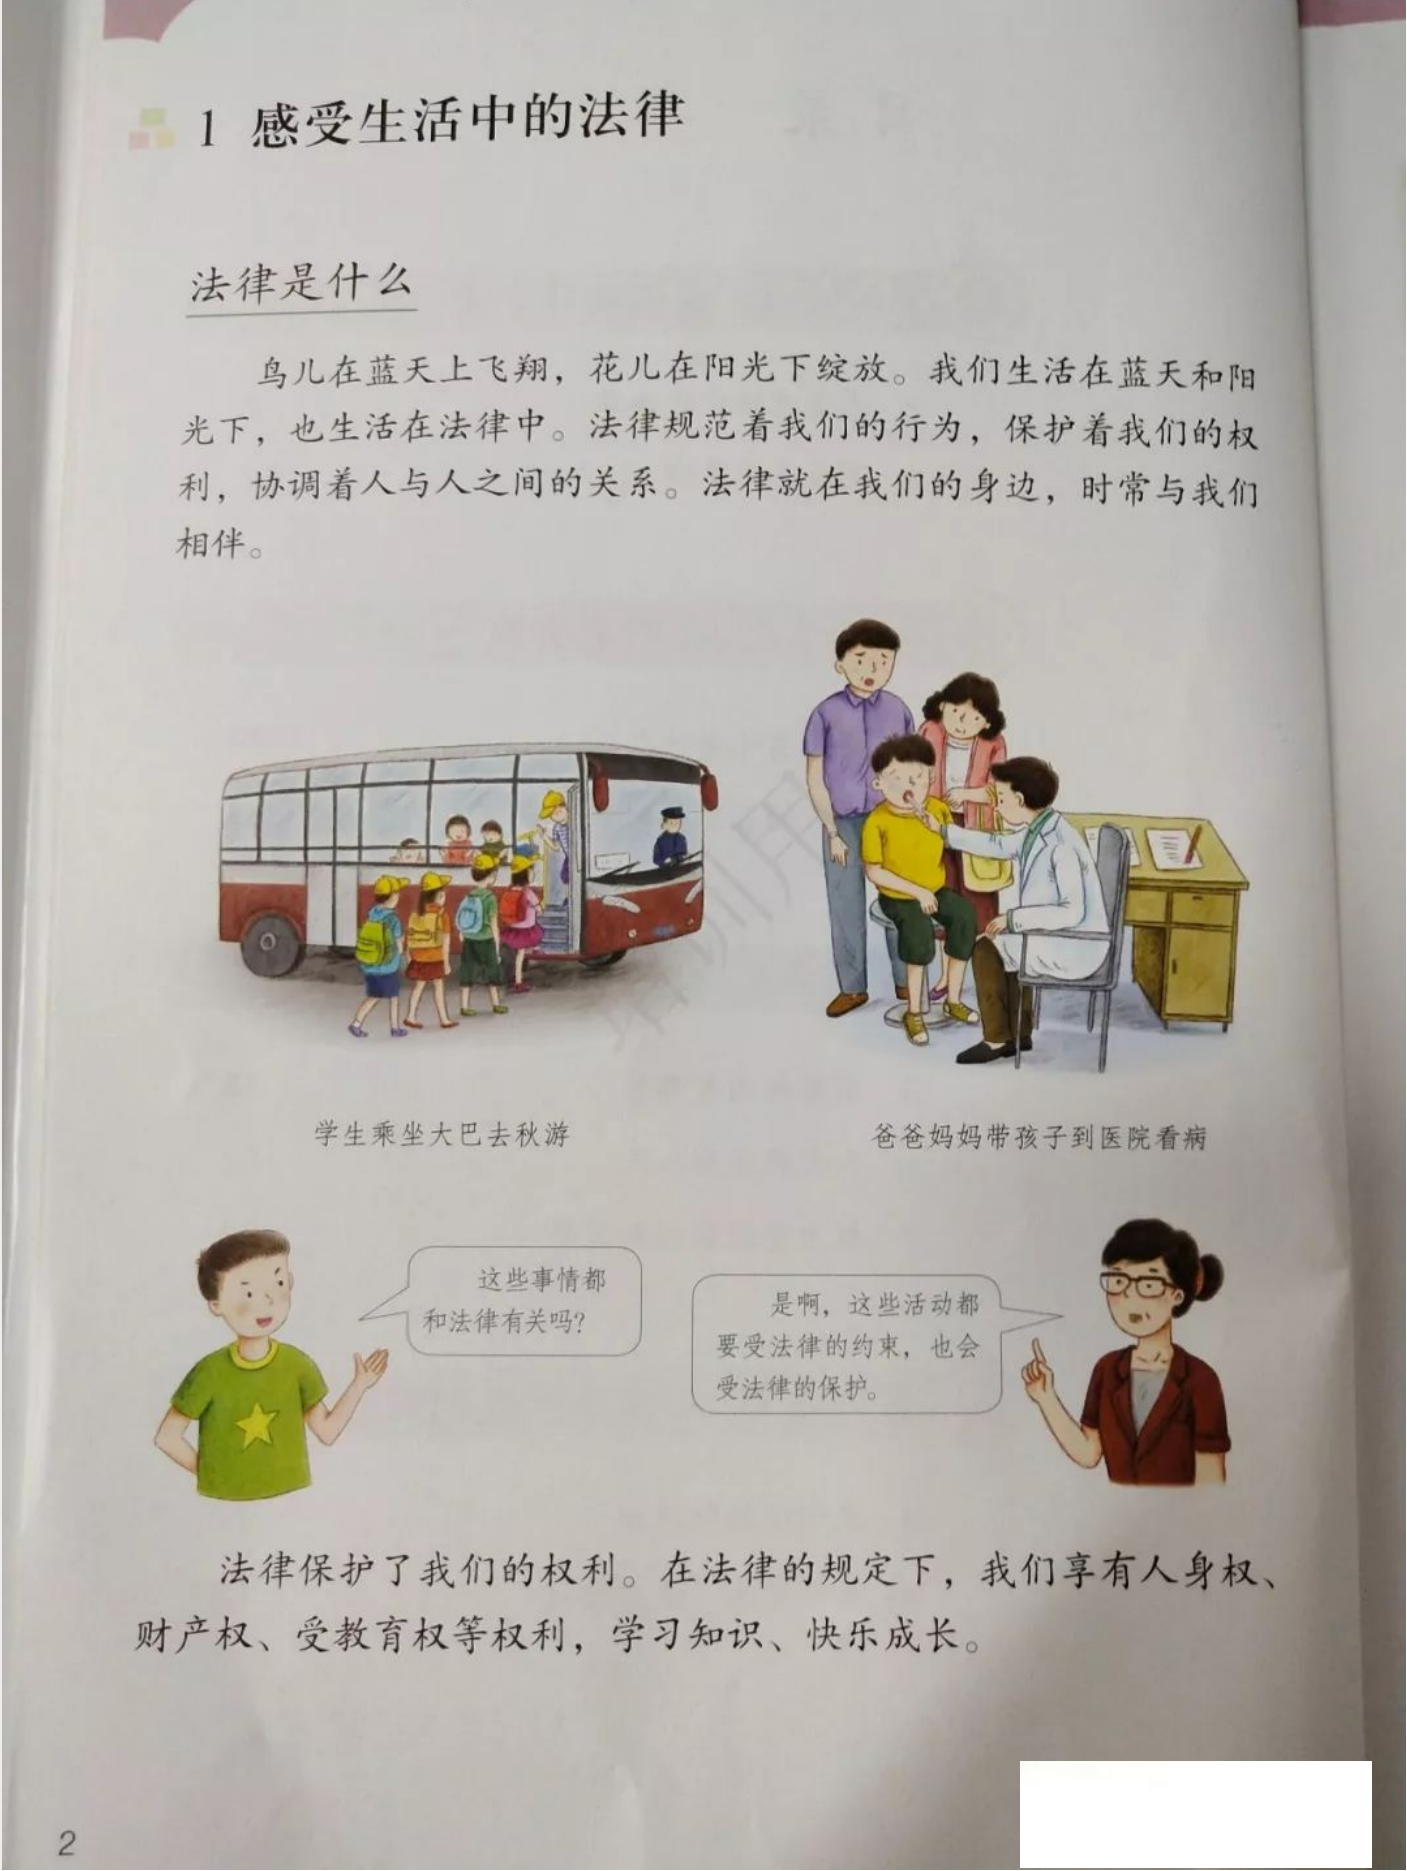 1 感受生活中的法律
法律是什么
鸟儿在蓝天上飞翔，花儿在阳光下绽放。我们生活在蓝天和阳
光下，也生活在法律中。法律规范着我们的行为，保护着我们的权
利，协调着人与人之间的关系。法律就在我们的身边，时常与我们
相伴。
培训用
学生乘坐大巴去秋游
爸爸妈妈带孩子到医院看病
这些事情都
和法律有关吗？
是啊，这些活动都
要受法律的约束，也会
受法律的保护。
法律保护了我们的权利。在法律的规定下，我们享有人身权、
财产权、受教育权等权利，学习知识、快乐成长。
2